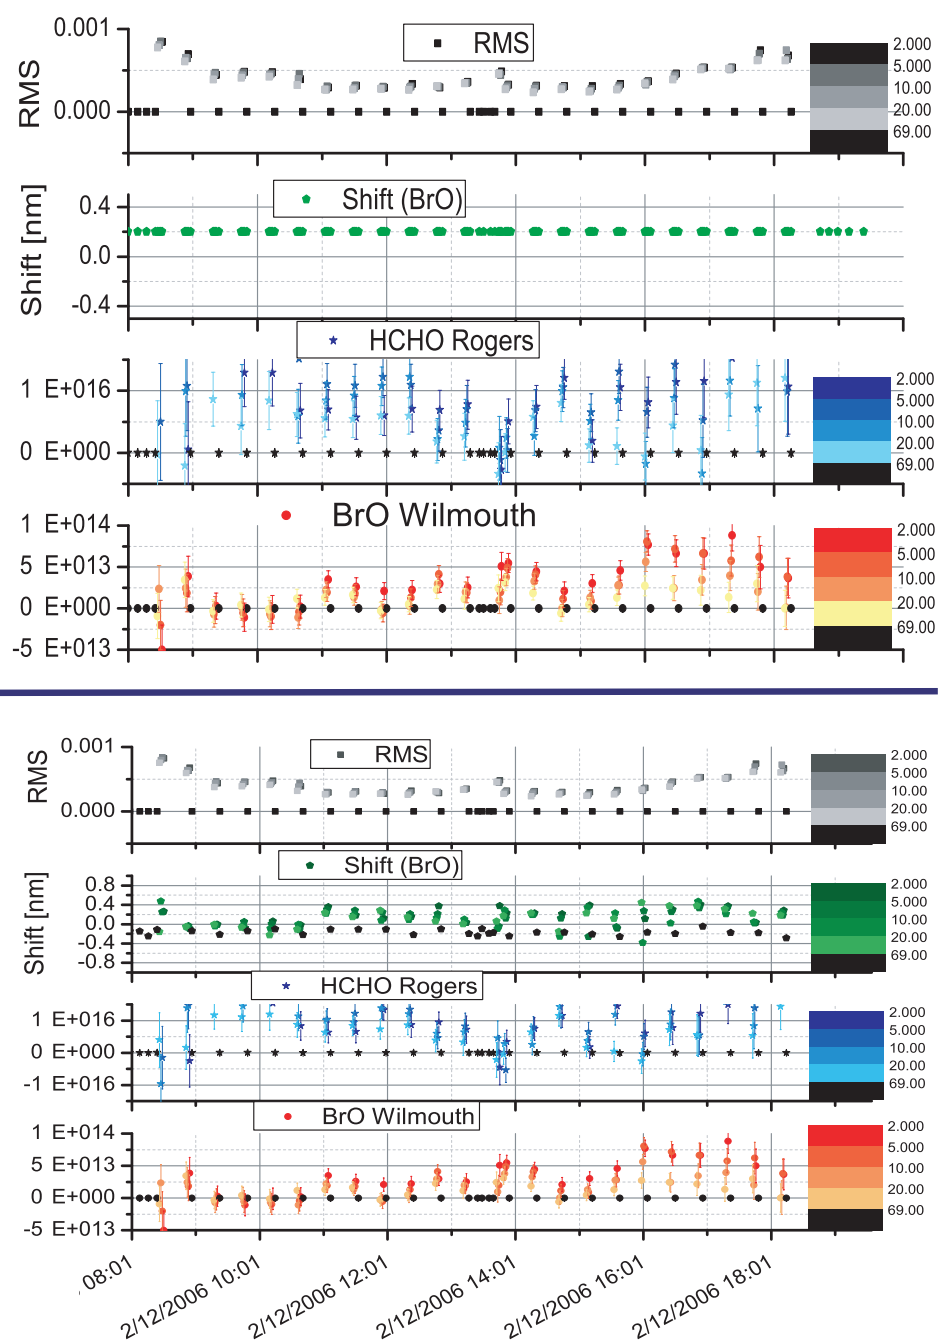 0.001
RMS
0.000
RMS
2.000
5.000
10.00
20.00
69.00
Shift (BrO)
0.4
0.0
-0.4
Shift [nm]
HCHO Rogers
1 E+016
0 E+000
2.000
5.000
10.00
20.00
69.00
BrO Wilmouth
1 E+014
5 E+013
0 E+000
-5 E+013
2.000
5.000
10.00
20.00
69.00
0.001
RMS
0.000
RMS
2.000
5.000
10.00
20.00
69.00
Shift (BrO)
0.8
0.4
0.0
-0.4
-0.8
Shift [nm]
2.000
5.000
10.00
20.00
69.00
HCHO Rogers
1 E+016
0 E+000
-1 E+016
2.000
5.000
10.00
20.00
69.00
BrO Wilmouth
1 E+014
5 E+013
0 E+000
-5 E+013
2.000
5.000
10.00
20.00
69.00
08:01
2/12/2006 10:01
2/12/2006 12:01
2/12/2006 14:01
2/12/2006 16:01
2/12/2006 18:01